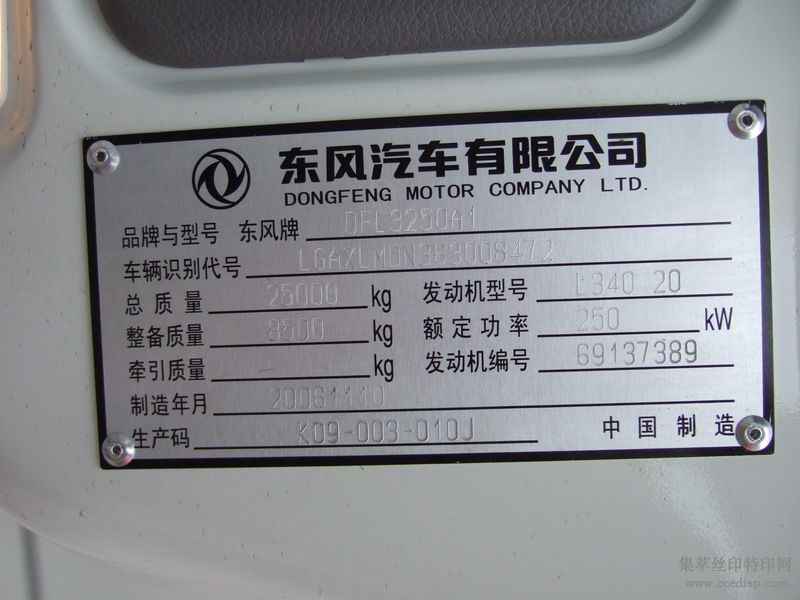 东风汽车有限公司
DONGFENG MOTOR COMPANY LTD.
品牌与型号 东风牌 DFL3250A1
车辆识别代号 LGAXLMDN363008472
总质量 25000 kg 发动机型号 L340 20
整备质量 8500 kg 额定功率 250 kW
牵引质量 kg 发动机编号 69137389
制造年月 20061110
生产码 K09-003-010J 中国制造
集萃丝印特印网
www.ccedisp.com